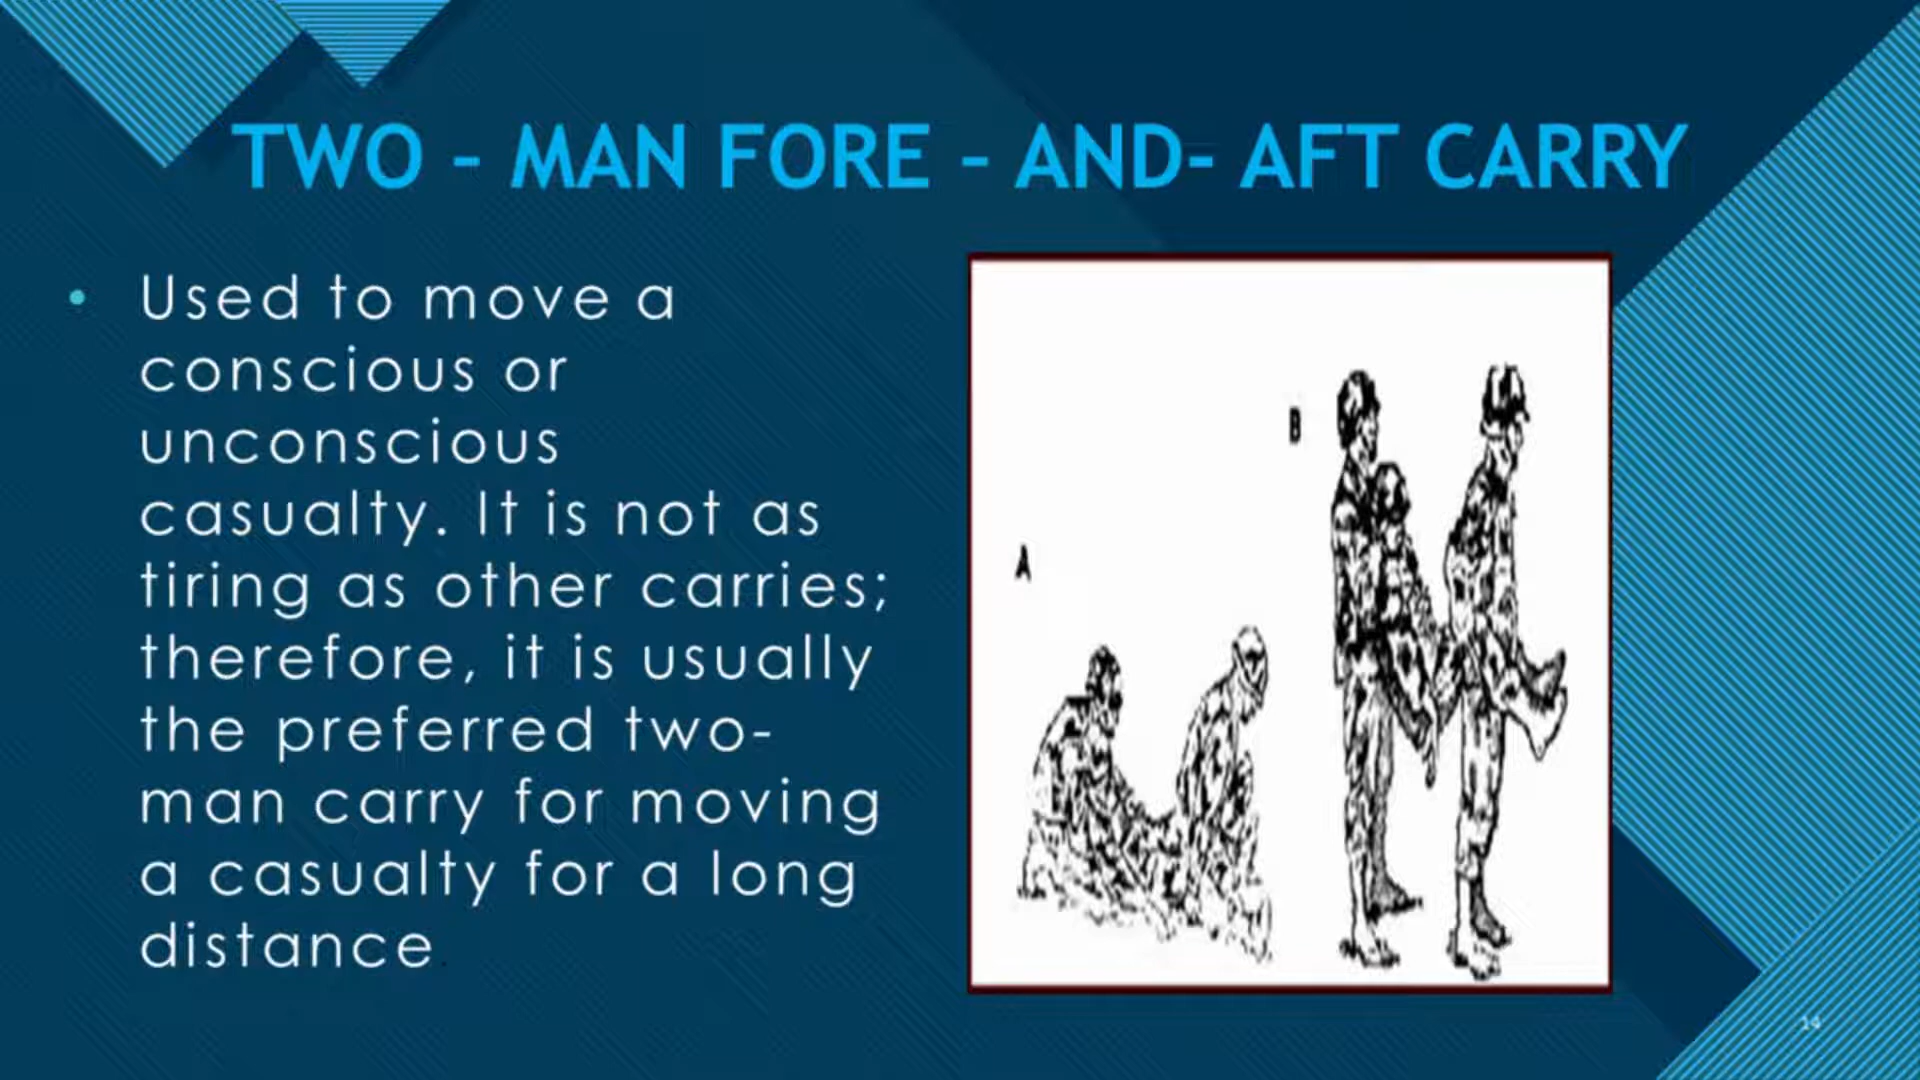 TWO - MAN FORE - AND- AFT CARRY
• Used to move a
conscious or
unconscious
casualty. It is not as
tiring as other carries;
therefore, it is usually
the preferred two-
man carry for moving
a casualty for a long
distance.
B
A
14